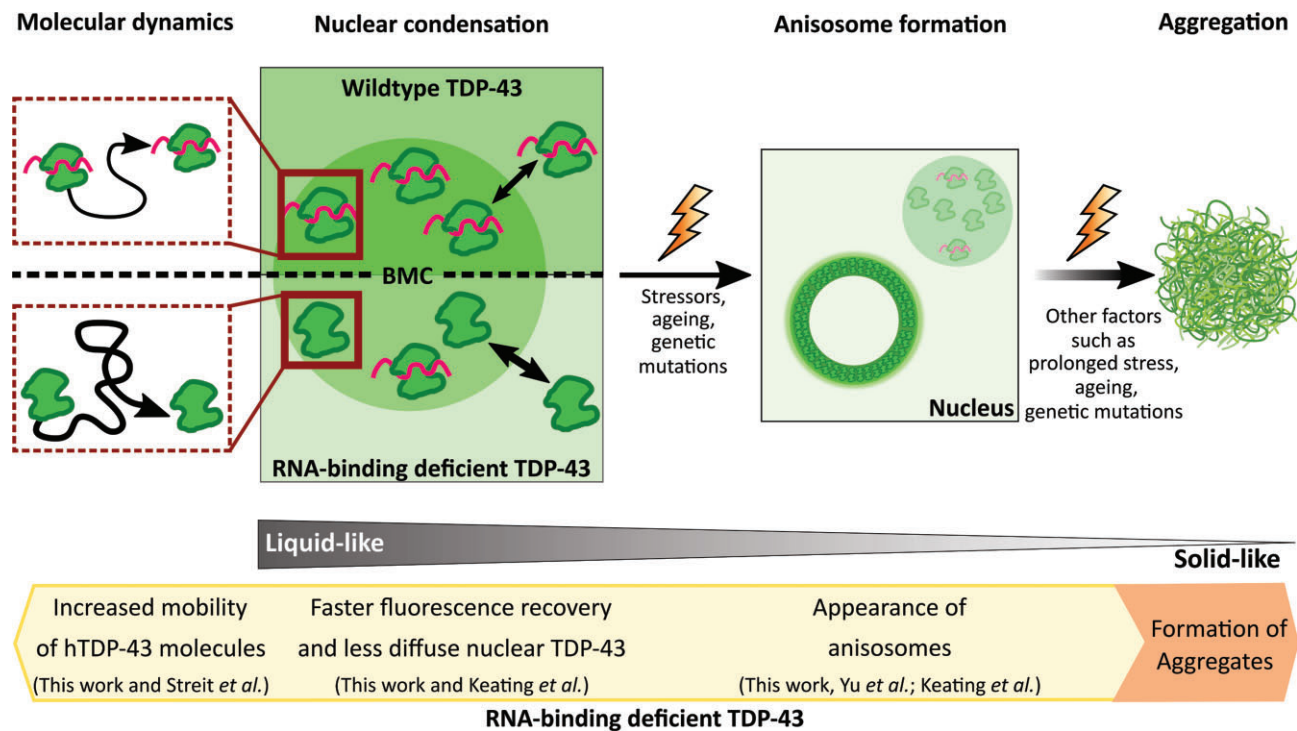 Molecular dynamics
Nuclear condensation
Anisosome formation
Aggregation
Wildtype TDP-43
BMC
RNA-binding deficient TDP-43
Stressors,
ageing,
genetic
mutations
Nucleus
Other factors
such as
prolonged stress,
ageing,
genetic mutations
Liquid-like
Solid-like
Increased mobility
of hTDP-43 molecules
(This work and Streit et al.)
Faster fluorescence recovery
and less diffuse nuclear TDP-43
(This work and Keating et al.)
Appearance of
anisosomes
(This work, Yu et al.; Keating et al.)
Formation of
Aggregates
RNA-binding deficient TDP-43